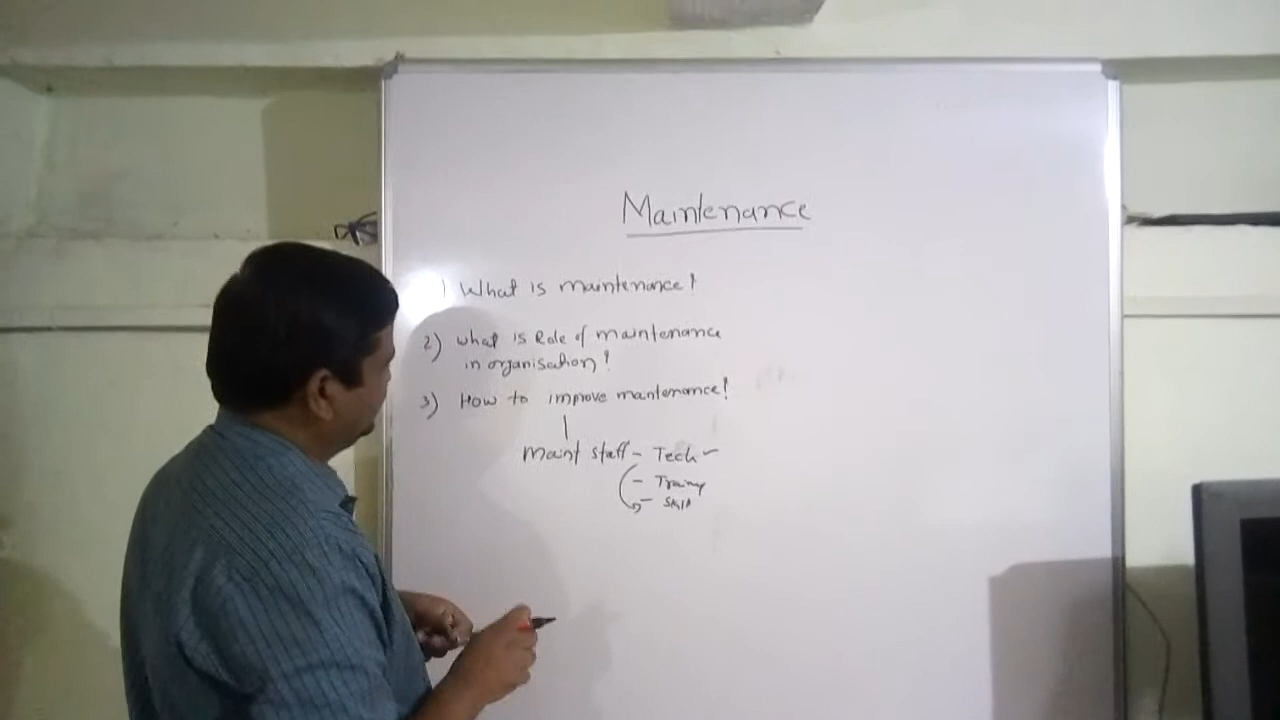 Maintenance
1 What is maintenance?
2) what is Role of maintenance
in organisation?
3) How to improve maintenance?
Maint staff - Tech
- Traing
- Skill